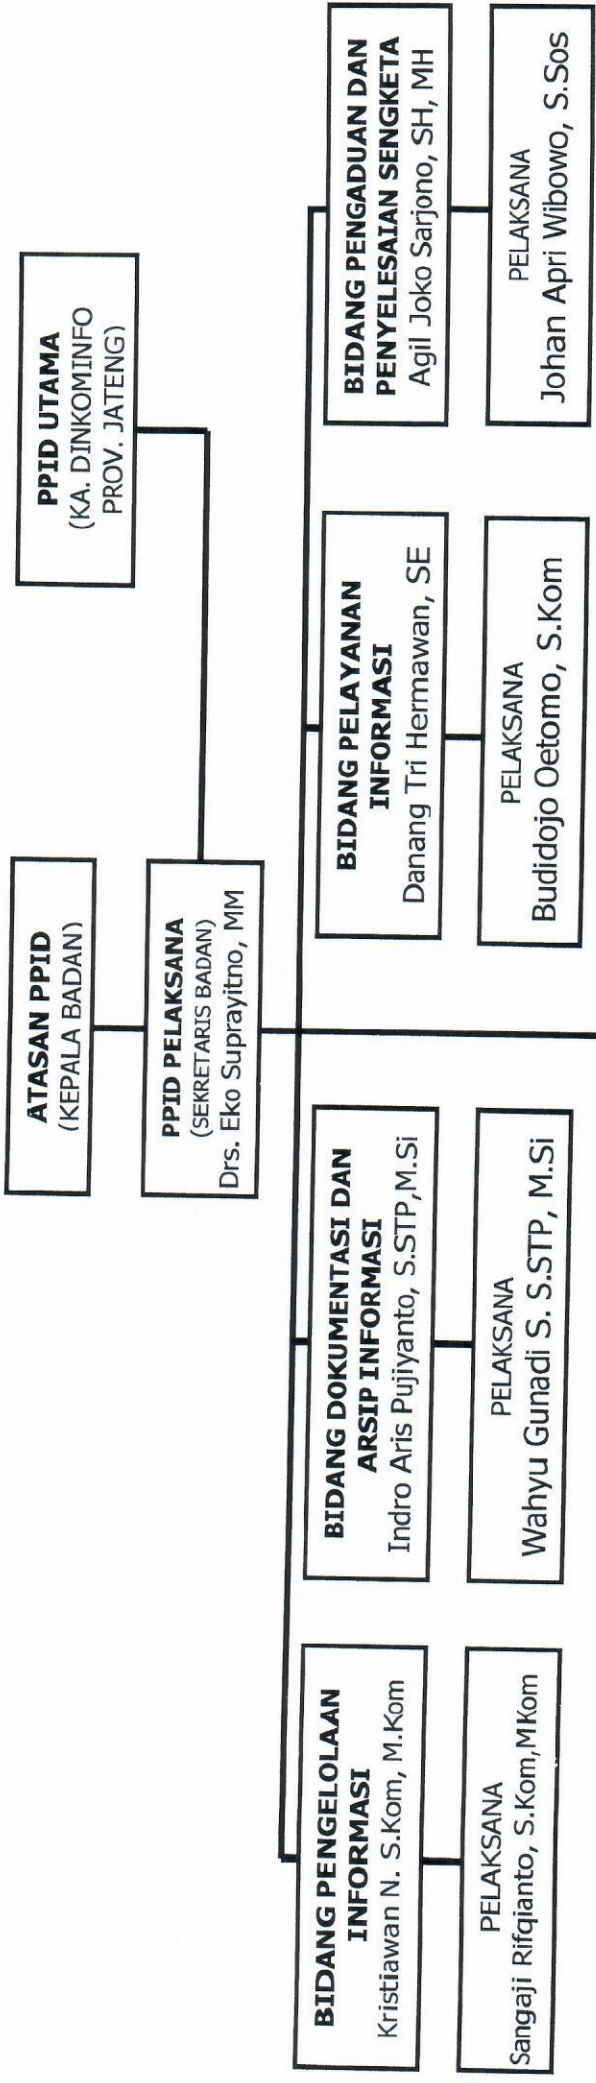 ATASAN PPID
(KEPALA BADAN)
PPID UTAMA
(KA. DINKOMINFO
PROV. JATENG)
PPID PELAKSANA
(SEKRETARIS BADAN)
Drs. Eko Suprayitno, MM
BIDANG PENGELOLAAN
INFORMASI
Kristiawan N. S.Kom, M.Kom
PELAKSANA
Sangaji Rifqianto, S.Kom,MKom
BIDANG DOKUMENTASI DAN
ARSIP INFORMASI
Indro Aris Pujiyanto, S.STP,M.Si
PELAKSANA
Wahyu Gunadi S. S.STP, M.Si
BIDANG PELAYANAN
INFORMASI
Danang Tri Hermawan, SE
PELAKSANA
Budidojo Oetomo, S.Kom
BIDANG PENGADUAN DAN
PENYELESAIAN SENGKETA
Agil Joko Sarjono, SH, MH
PELAKSANA
Johan Apri Wibowo, S.Sos